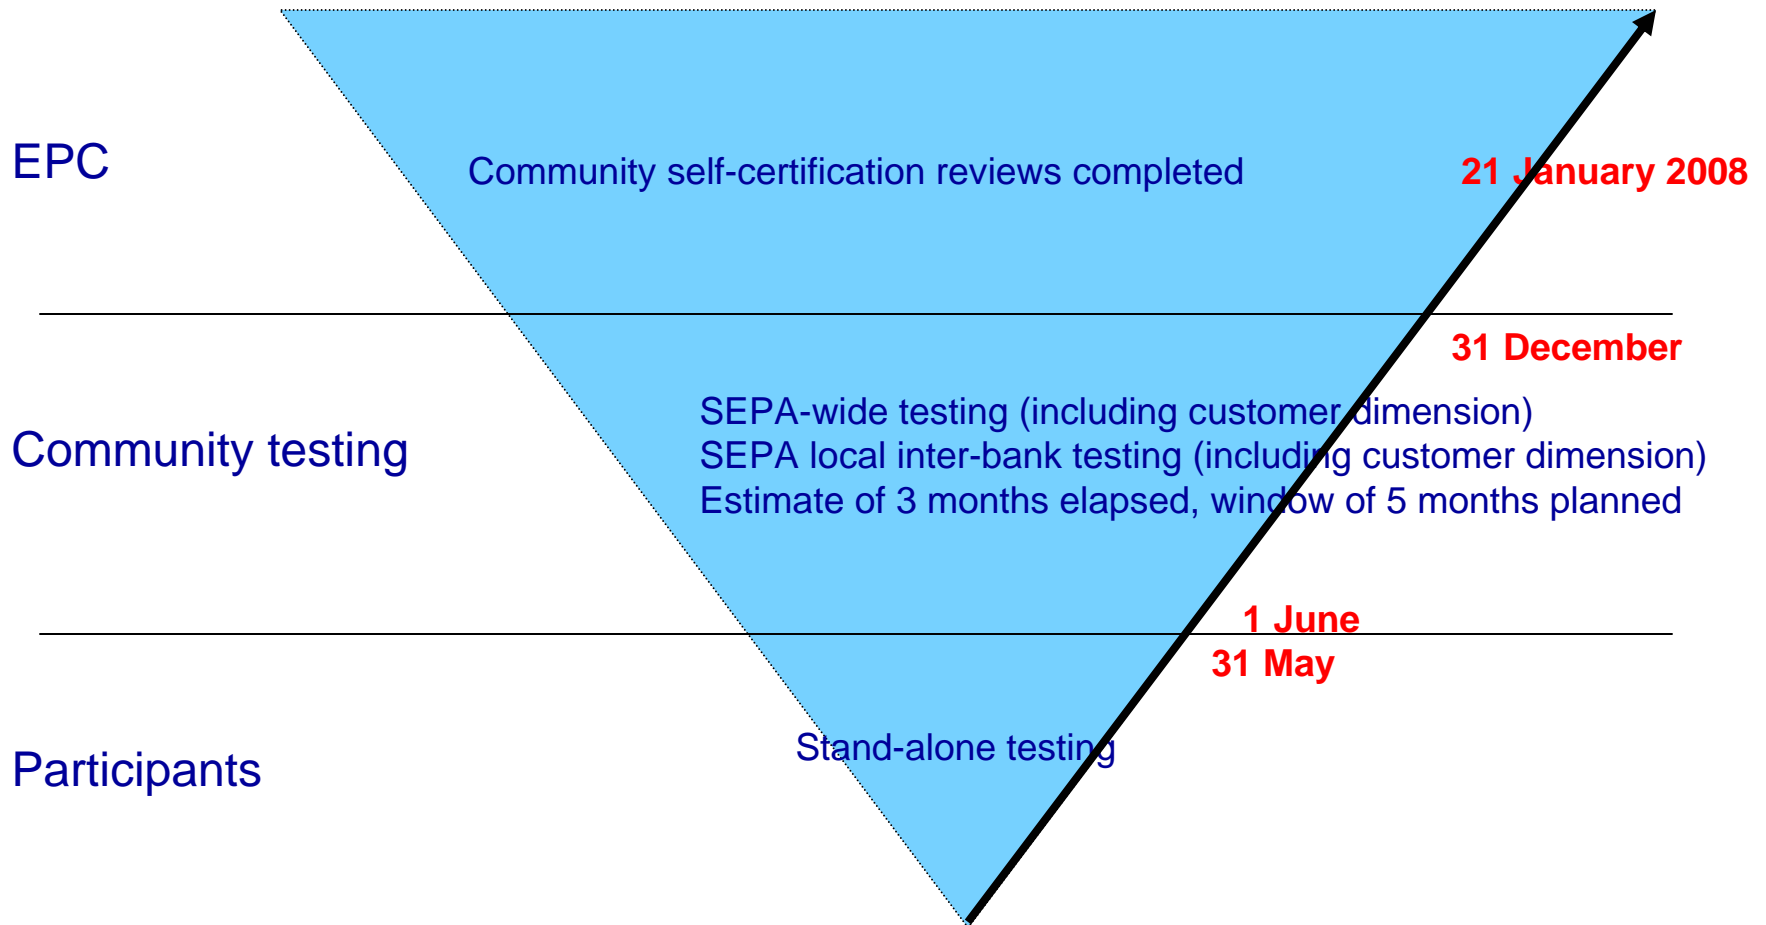 EPC
Community self-certification reviews completed
21 January 2008
31 December
Community testing
SEPA-wide testing (including customer dimension)
SEPA local inter-bank testing (including customer dimension)
Estimate of 3 months elapsed, window of 5 months planned
1 June
31 May
Participants
Stand-alone testing